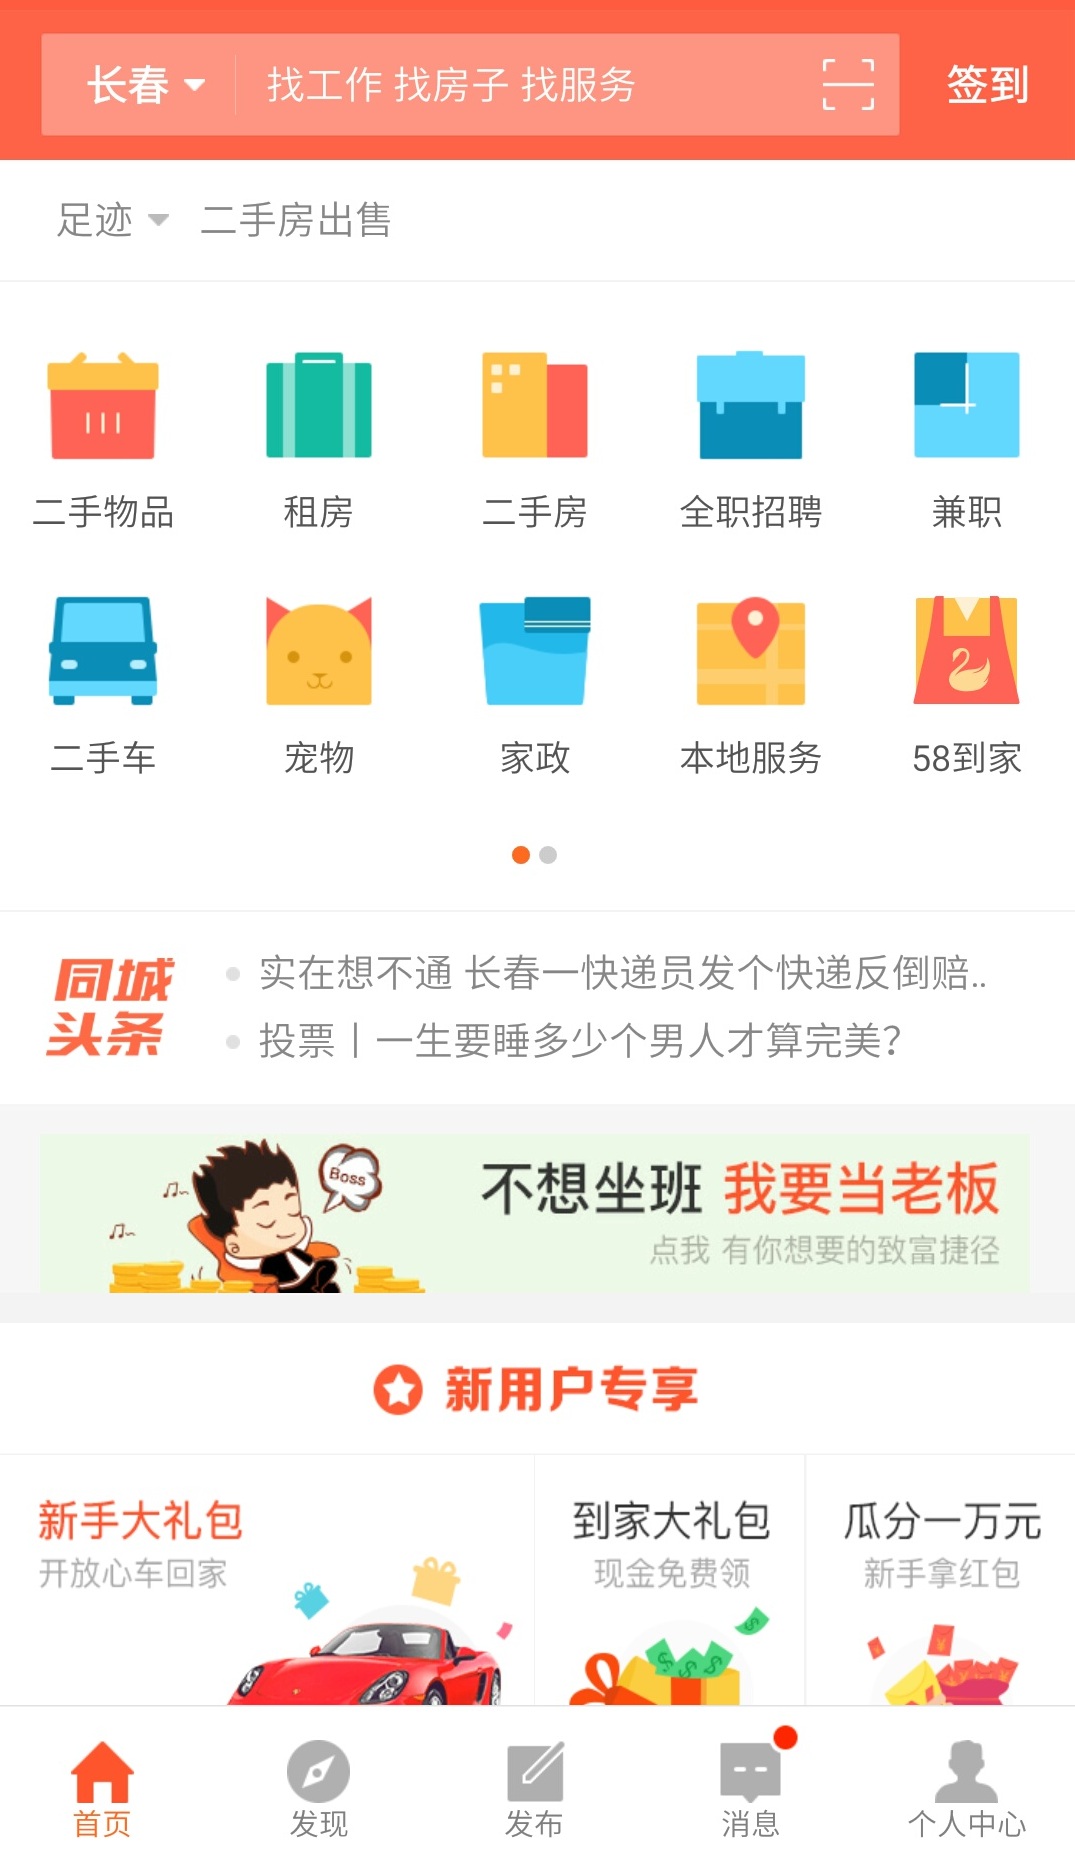 长春 找工作 找房子 找服务 签到
足迹 二手房出售
二手物品 租房 二手房 全职招聘 兼职
二手车 宠物 家政 本地服务 58到家
同城
头条
实在想不通 长春一快递员发个快递反倒赔..
投票丨一生要睡多少个男人才算完美？
Boss
不想坐班 我要当老板
点我 有你想要的致富捷径
新用户专享
新手大礼包 到家大礼包 瓜分一万元
开放心车回家 现金免费领 新手拿红包
首页 发现 发布 消息 个人中心